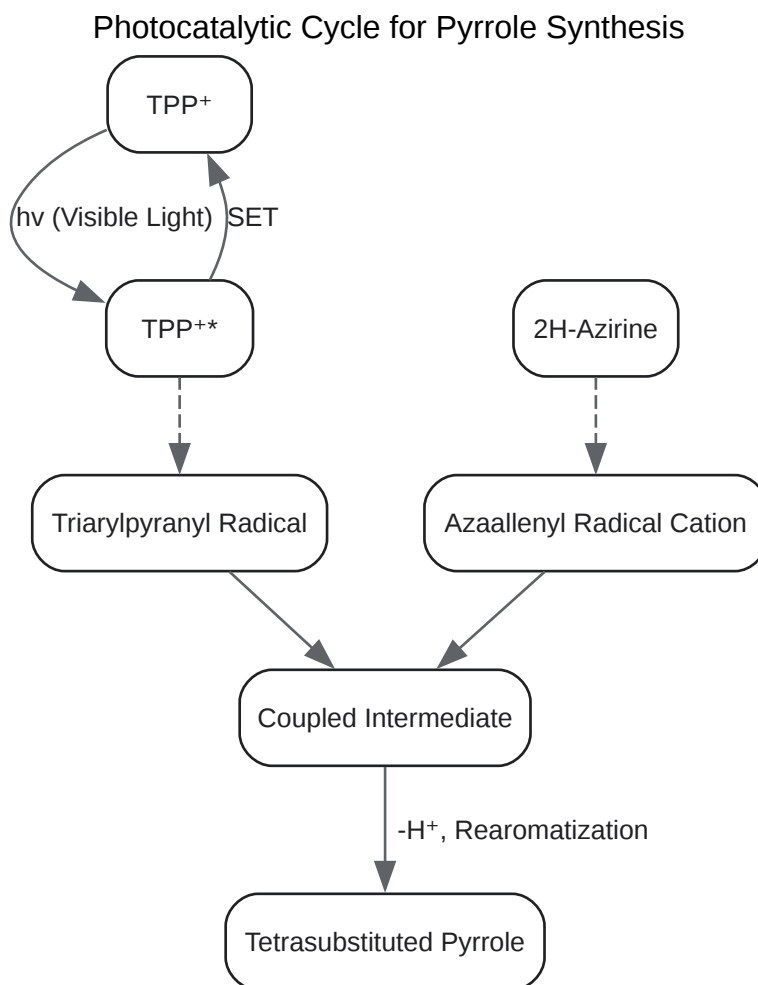 Photocatalytic Cycle for Pyrrole Synthesis
TPP⁺
hv (Visible Light)
SET
TPP⁺*
2H-Azirine
Triarylpyranyl Radical
Azaallenyl Radical Cation
Coupled Intermediate
-H⁺, Rearomatization
Tetrasubstituted Pyrrole